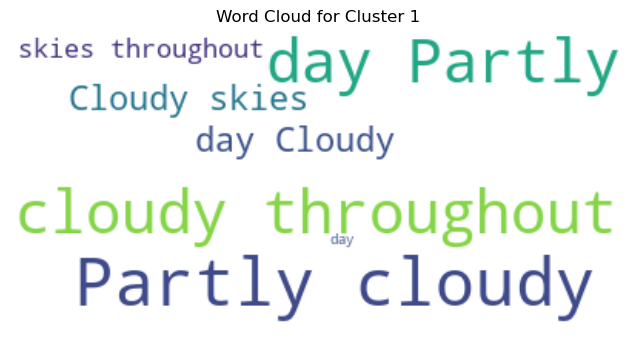 Word Cloud for Cluster 1
skies throughout
day Partly
Cloudy skies
day Cloudy
cloudy throughout
day
Partly cloudy